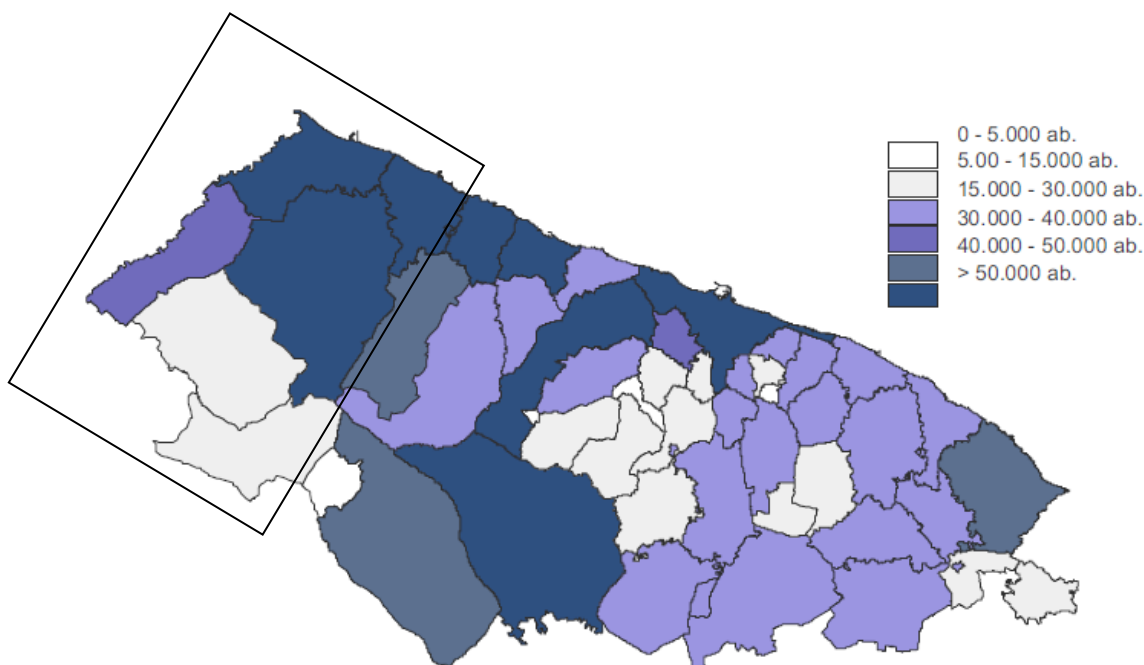 0 - 5.000 ab.
5.00 - 15.000 ab.
15.000 - 30.000 ab.
30.000 - 40.000 ab.
40.000 - 50.000 ab.
> 50.000 ab.